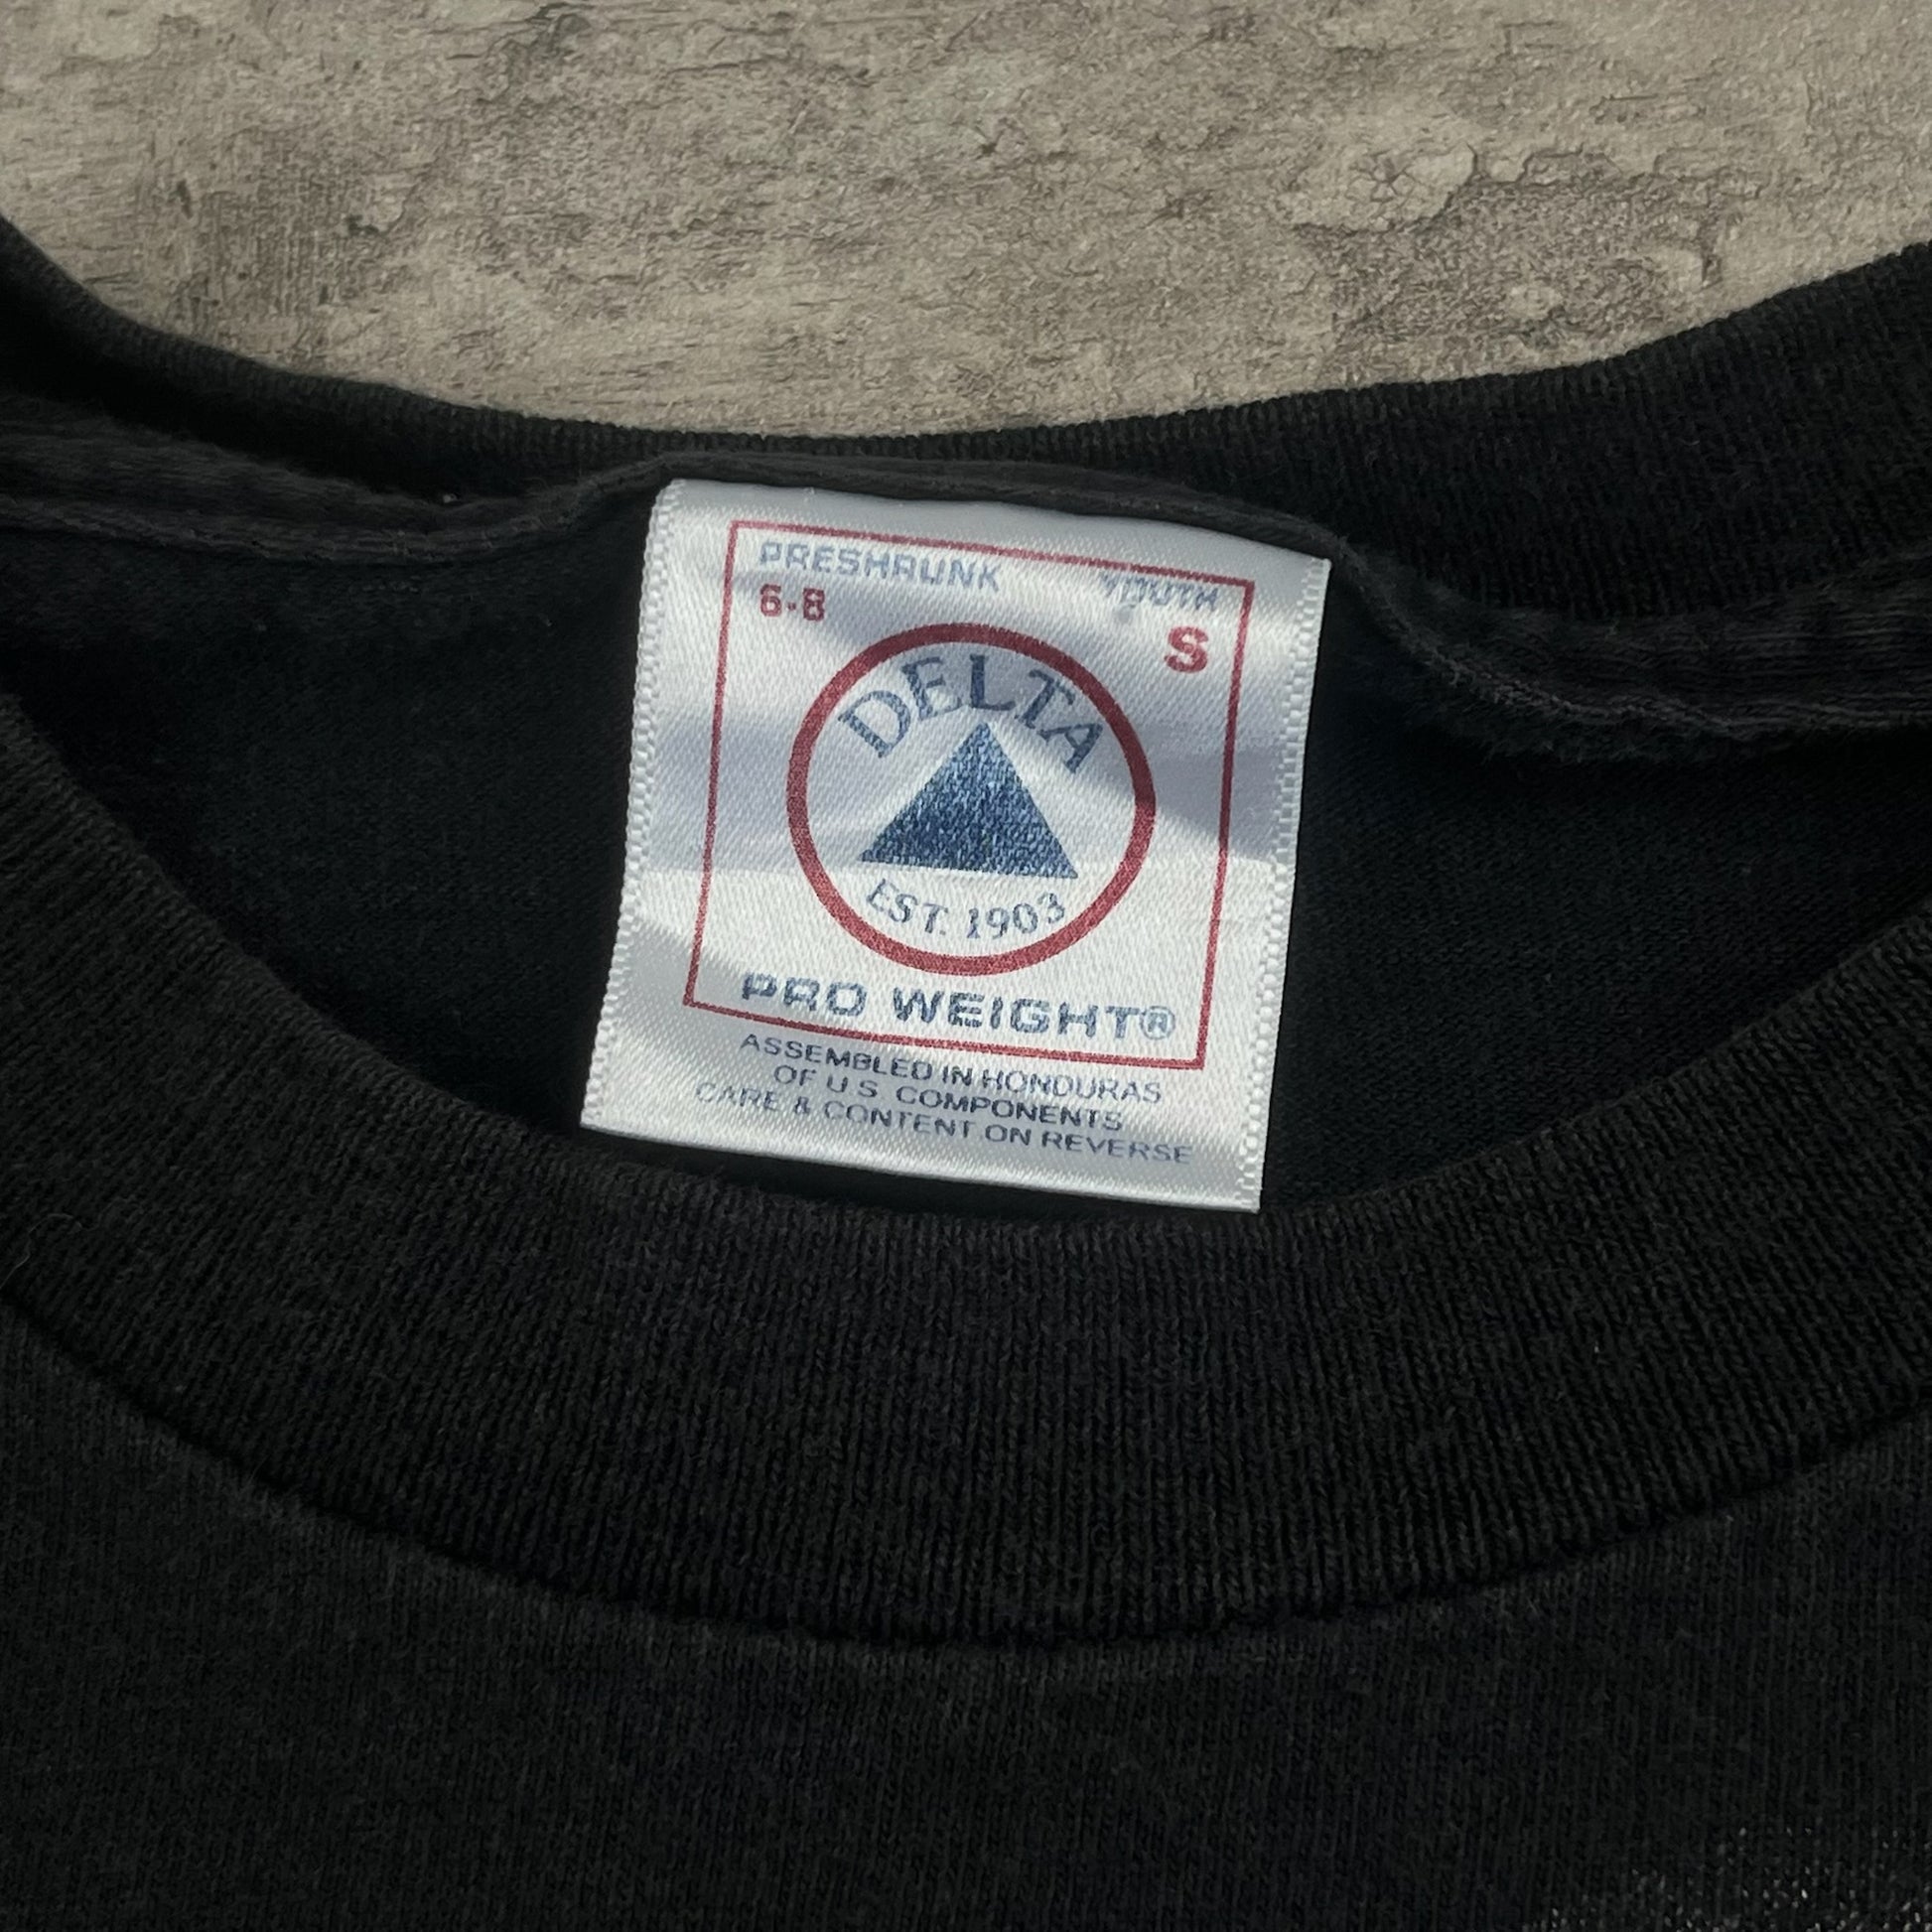 PRESHRUNK YOUTH
6-8 S
DELTA
EST. 1903
PRO WEIGHT®
ASSEMBLED IN HONDURAS
OF U.S. COMPONENTS
CARE & CONTENT ON REVERSE